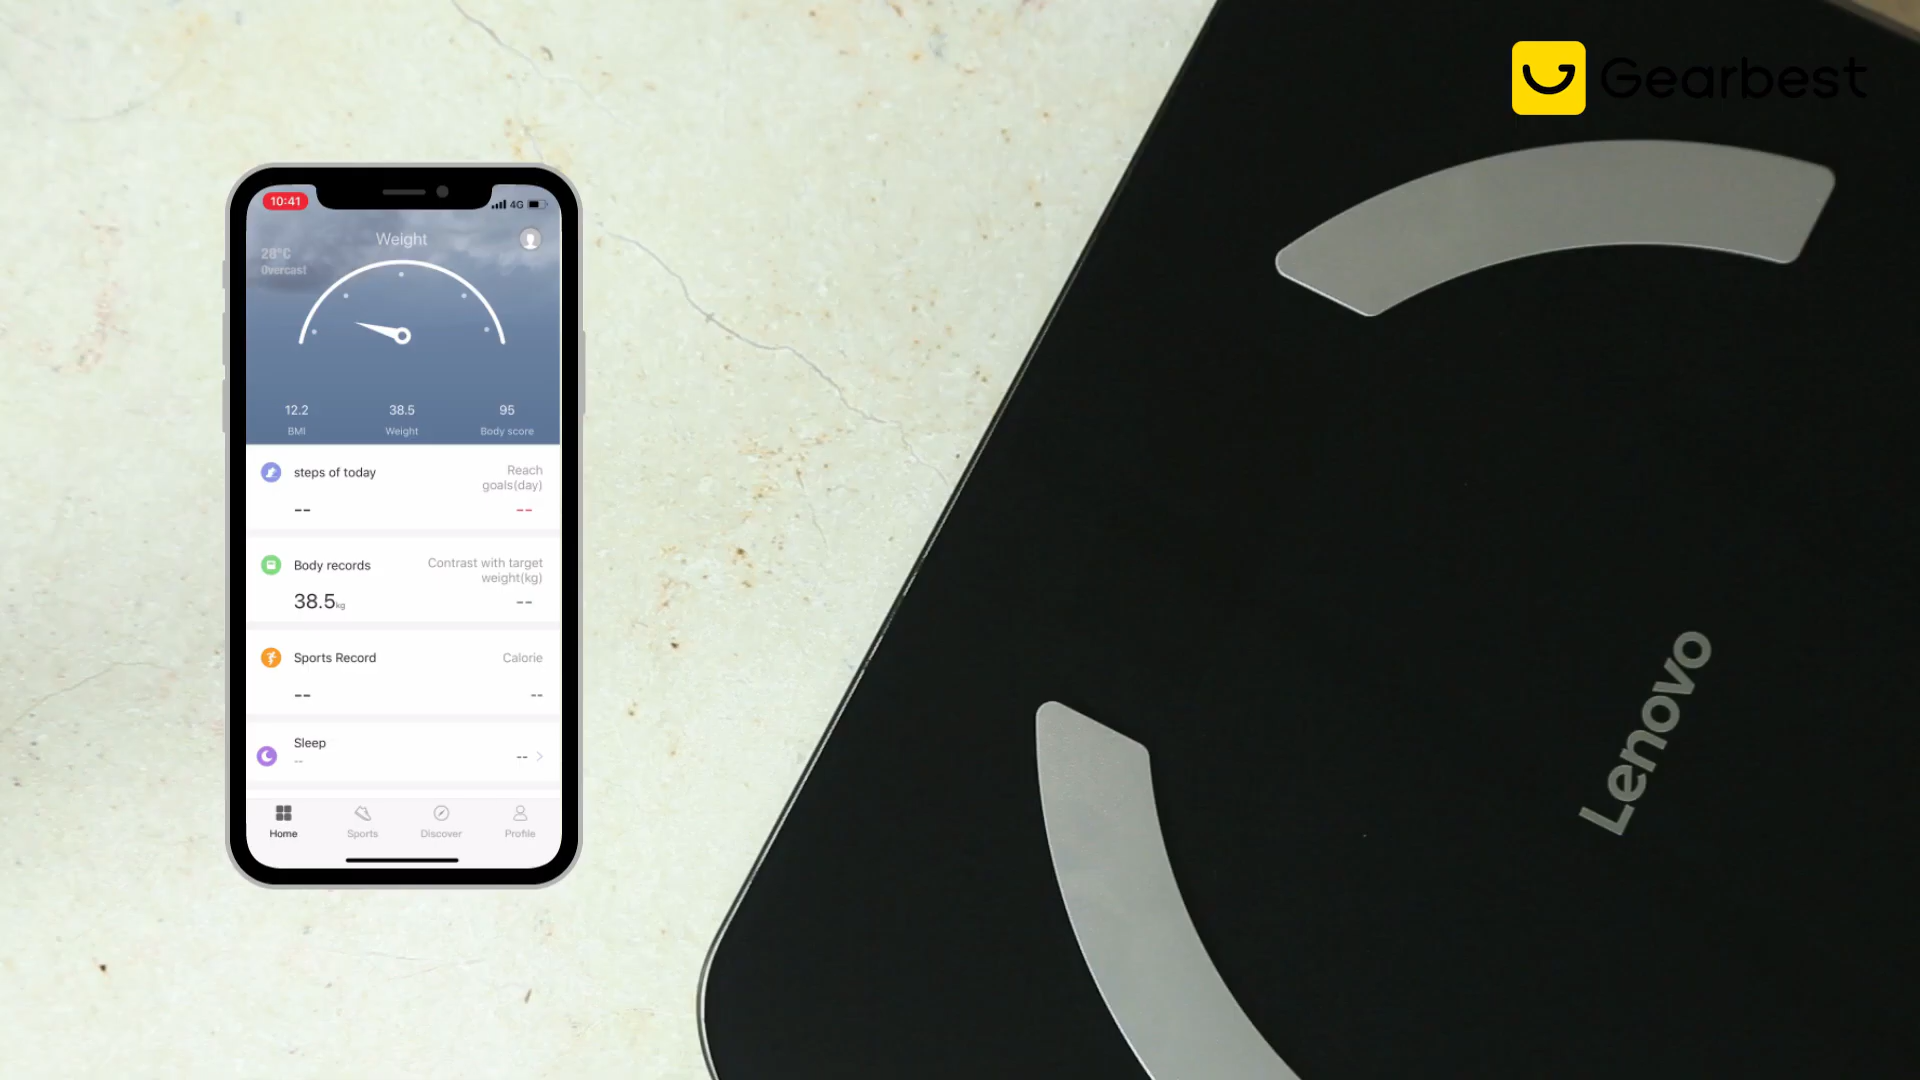 Gearbest
10:41
4G
Weight
28°C
Overcast
12.2
38.5
95
BMI
Weight
Body score
steps of today
Reach
goals(day)
--
--
Body records
Contrast with target
weight(kg)
38.5kg
--
Sports Record
Calorie
--
--
Sleep
--
--
Home
Sports
Discover
Profile
Lenovo